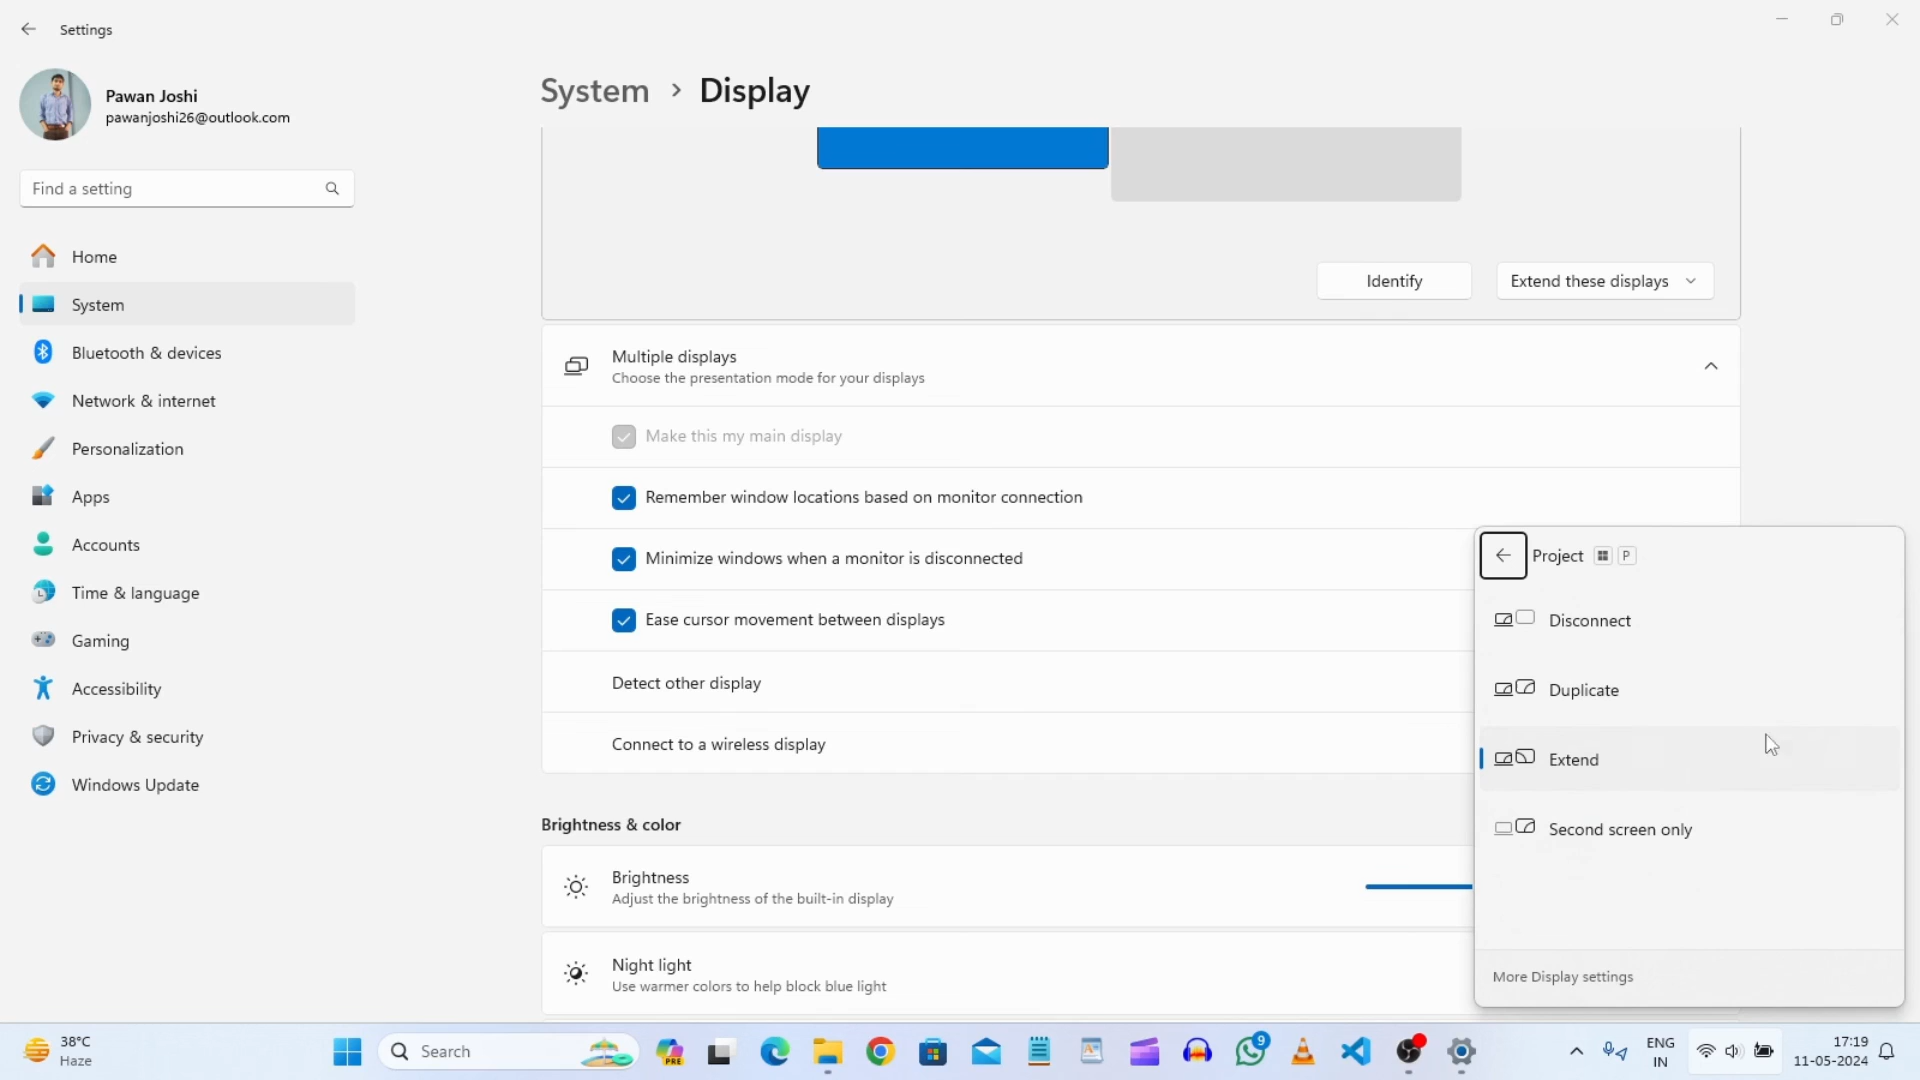 Settings
Pawan Joshi
pawanjoshi26@outlook.com
Find a setting
Home
System
Bluetooth & devices
Network & internet
Personalization
Apps
Accounts
Time & language
Gaming
Accessibility
Privacy & security
Windows Update
System > Display
Identify
Extend these displays
Multiple displays
Choose the presentation mode for your displays
Make this my main display
Remember window locations based on monitor connection
Minimize windows when a monitor is disconnected
Ease cursor movement between displays
Detect other display
Connect to a wireless display
Brightness & color
Brightness
Adjust the brightness of the built-in display
Night light
Use warmer colors to help block blue light
Project P
Disconnect
Duplicate
Extend
Second screen only
More Display settings
38°C
Haze
Search
PRE
9
ENG
IN
17:19
11-05-2024